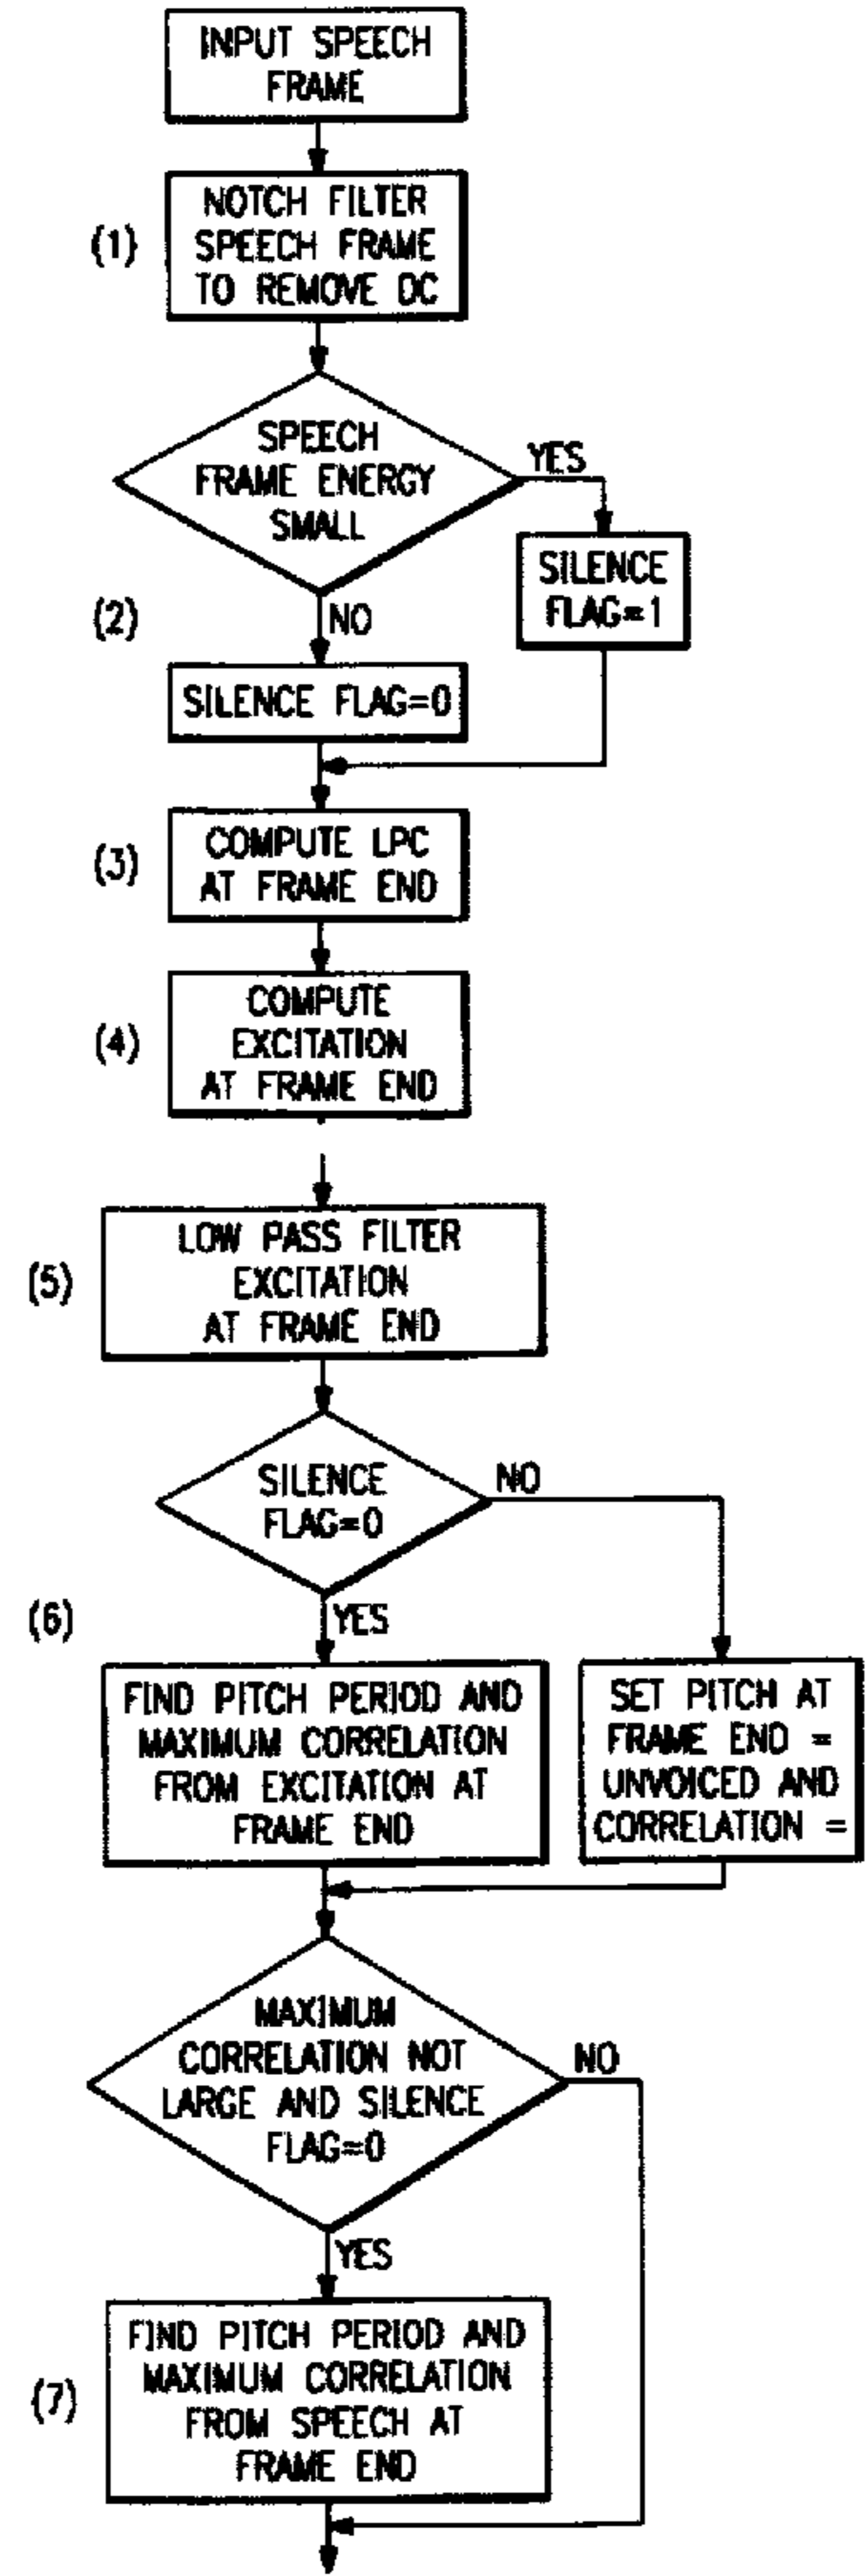 INPUT SPEECH
FRAME
(1)
NOTCH FILTER
SPEECH FRAME
TO REMOVE DC
SPEECH
FRAME ENERGY
SMALL
YES
SILENCE
FLAG=1
(2)
NO
SILENCE FLAG=0
(3)
COMPUTE LPC
AT FRAME END
(4)
COMPUTE
EXCITATION
AT FRAME END
(5)
LOW PASS FILTER
EXCITATION
AT FRAME END
SILENCE
FLAG=0
NO
(6)
YES
FIND PITCH PERIOD AND
MAXIMUM CORRELATION
FROM EXCITATION AT
FRAME END
SET PITCH AT
FRAME END =
UNVOICED AND
CORRELATION =
MAXIMUM
CORRELATION NOT
LARGE AND SILENCE
FLAG=0
NO
YES
(7)
FIND PITCH PERIOD AND
MAXIMUM CORRELATION
FROM SPEECH AT
FRAME END